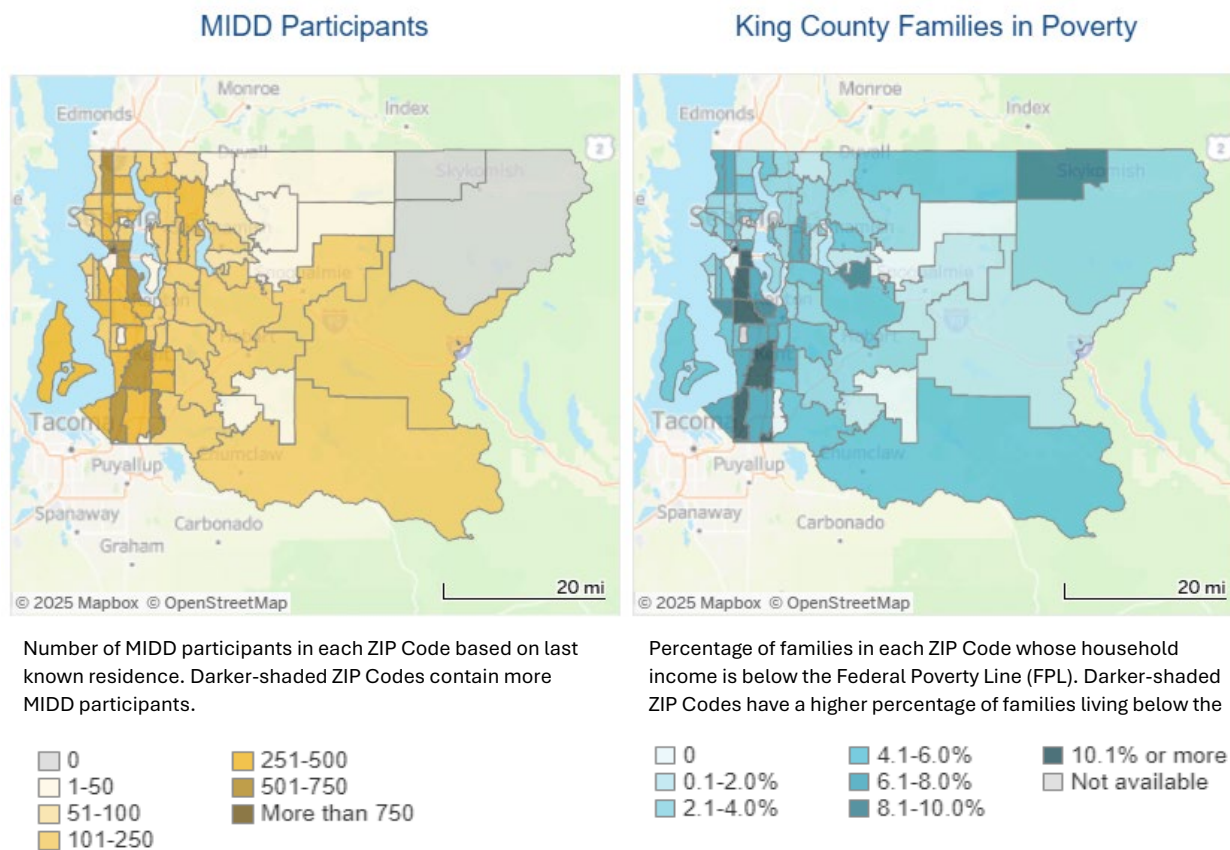 MIDD Participants
King County Families in Poverty
Monroe
Edmonds
Index
Duvall
2
Skykomish
Tacoma
Enumclaw
Puyallup
Spanaway
Carbonado
Graham
20 mi
© 2025 Mapbox © OpenStreetMap
Monroe
Edmonds
Index
Duvall
2
Skykomish
Snoqualmie
Tacoma
Enumclaw
Puyallup
Spanaway
Carbonado
Graham
20 mi
© 2025 Mapbox © OpenStreetMap
Number of MIDD participants in each ZIP Code based on last
known residence. Darker-shaded ZIP Codes contain more
MIDD participants.
Percentage of families in each ZIP Code whose household
income is below the Federal Poverty Line (FPL). Darker-shaded
ZIP Codes have a higher percentage of families living below the
0
1-50
51-100
101-250
251-500
501-750
More than 750
0
0.1-2.0%
2.1-4.0%
4.1-6.0%
6.1-8.0%
8.1-10.0%
10.1% or more
Not available